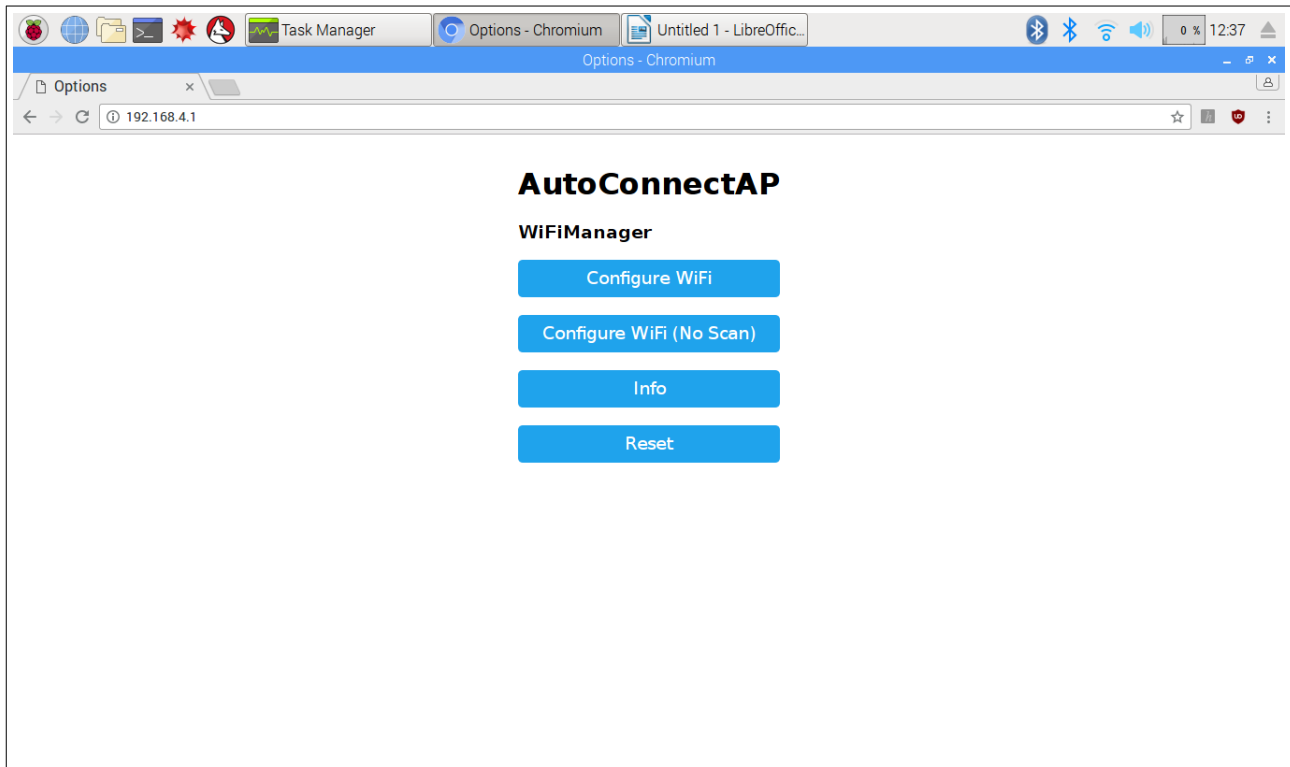 Task Manager
Options - Chromium
Untitled 1 - LibreOffic...
0 %
12:37
Options - Chromium
Options
192.168.4.1
AutoConnectAP
WiFiManager
Configure WiFi
Configure WiFi (No Scan)
Info
Reset